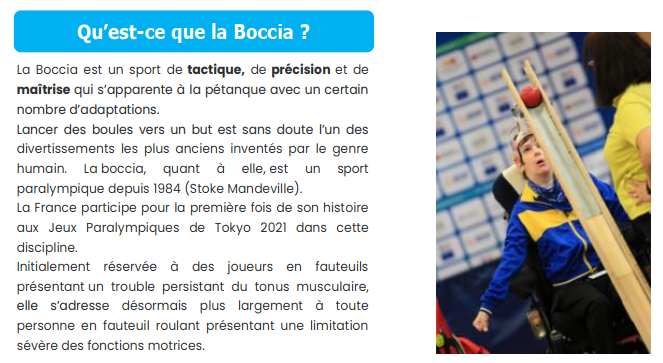 Qu’est-ce que la Boccia ?
La Boccia est un sport de tactique, de précision et de
maîtrise qui s’apparente à la pétanque avec un certain
nombre d’adaptations.
Lancer des boules vers un but est sans doute l’un des
divertissements les plus anciens inventés par le genre
humain. La boccia, quant à elle, est un sport
paralympique depuis 1984 (Stoke Mandeville).
La France participe pour la première fois de son histoire
aux Jeux Paralympiques de Tokyo 2021 dans cette
discipline.
Initialement réservée à des joueurs en fauteuils
présentant un trouble persistant du tonus musculaire,
elle s’adresse désormais plus largement à toute
personne en fauteuil roulant présentant une limitation
sévère des fonctions motrices.